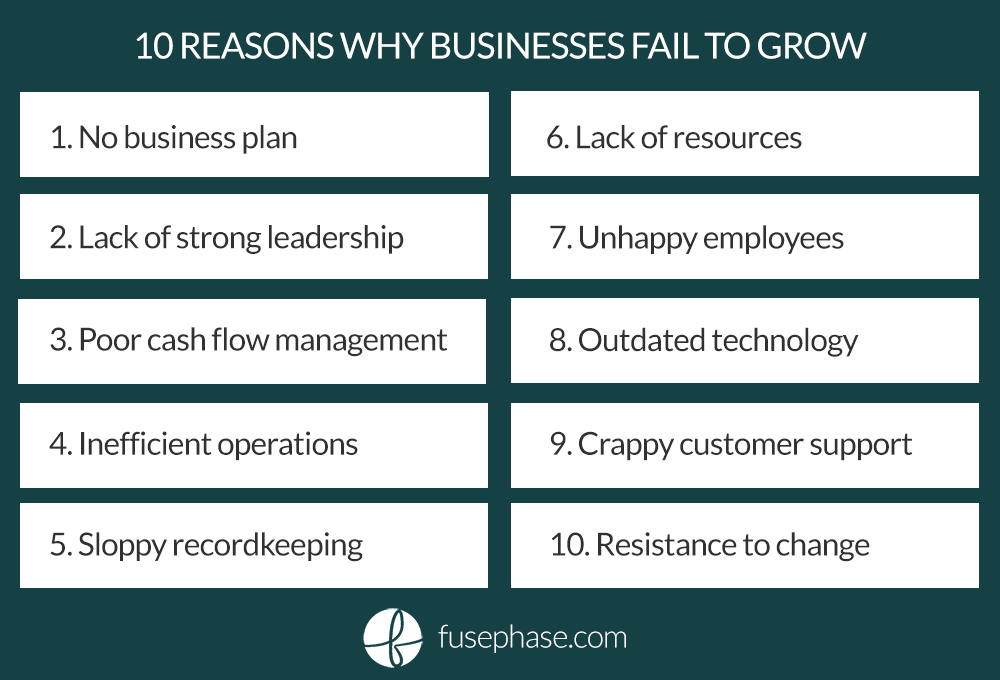 10 REASONS WHY BUSINESSES FAIL TO GROW
1. No business plan
2. Lack of strong leadership
3. Poor cash flow management
4. Inefficient operations
5. Sloppy recordkeeping
6. Lack of resources
7. Unhappy employees
8. Outdated technology
9. Crappy customer support
10. Resistance to change
fusephase.com